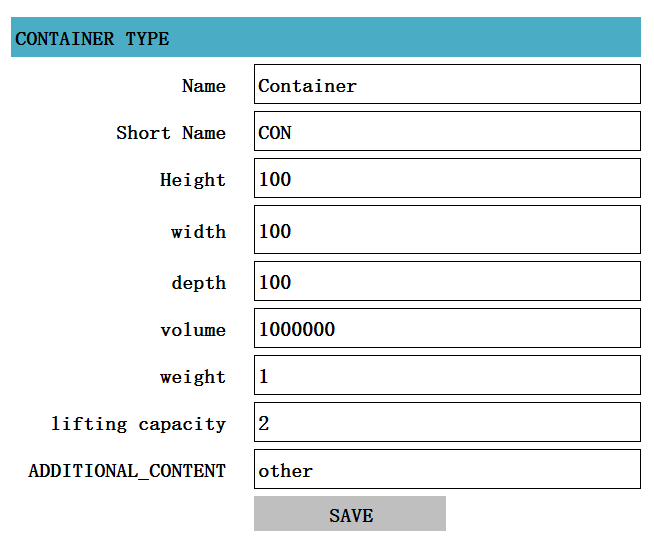 CONTAINER TYPE
Name Container
Short Name CON
Height 100
width 100
depth 100
volume 1000000
weight 1
lifting capacity 2
ADDITIONAL_CONTENT other
SAVE